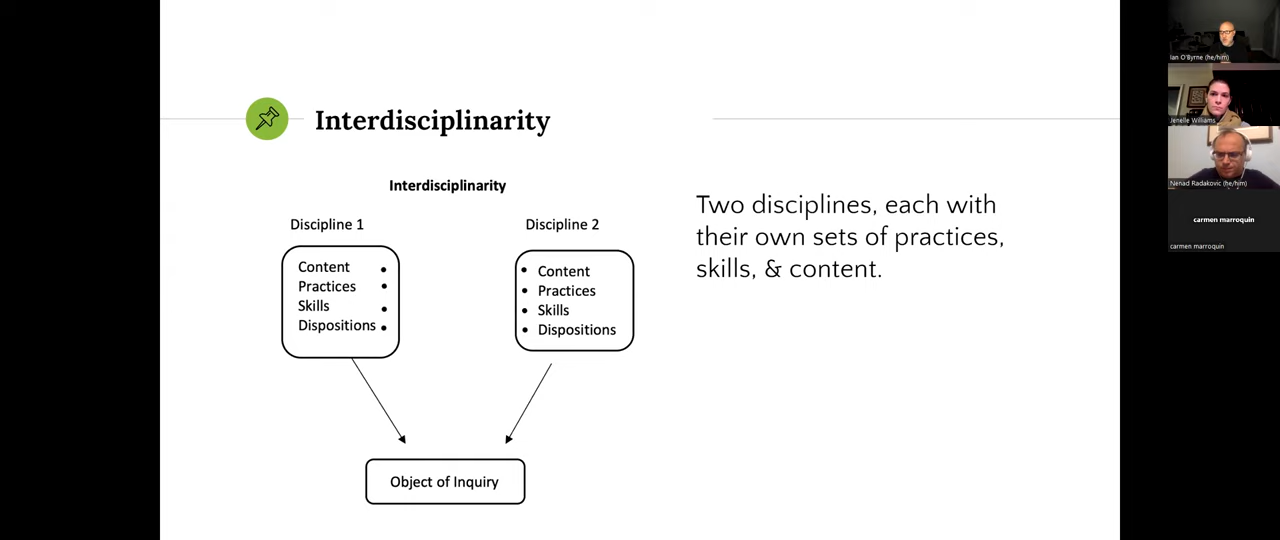 Interdisciplinarity
Interdisciplinarity
Discipline 1
Content
Practices
Skills
Dispositions
Discipline 2
• Content
• Practices
• Skills
• Dispositions
Object of Inquiry
Two disciplines, each with
their own sets of practices,
skills, & content.
Ian O'Byrne (he/him)
Jenelle Williams
Nenad Radakovic (he/him)
carmen marroquin
carmen marroquin